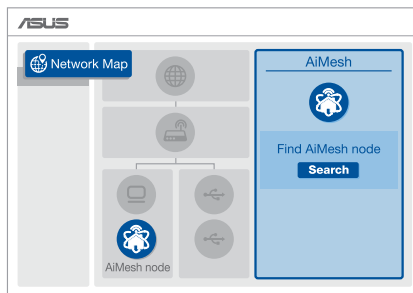 ASUS
Network Map
AiMesh
Find AiMesh node
Search
AiMesh node